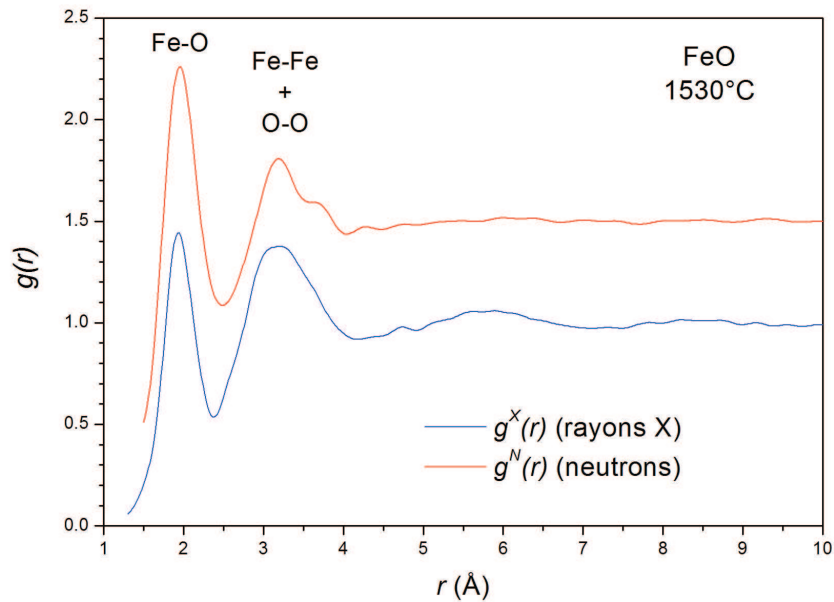 2.5
2.0
1.5
1.0
0.5
0.0
g(r)
Fe-O
Fe-Fe
+
O-O
FeO
1530°C
g^X(r) (rayons X)
g^N(r) (neutrons)
1 2 3 4 5 6 7 8 9 10
r (Å)